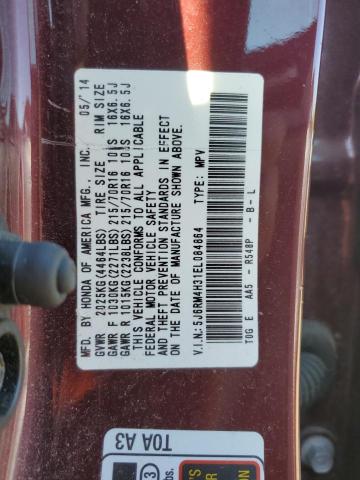 MFD. BY HONDA OF AMERICA MFG., INC. 05/'14
GVWR 2025KG(4464LBS) TIRE SIZE RIM SIZE
GAWR F 1030KG(2271LBS) 215/70R16 100S 16X6.5J
GAWR R 1015KG(2238LBS) 215/70R16 100S 16X6.5J
THIS VEHICLE CONFORMS TO ALL APPLICABLE
FEDERAL MOTOR VEHICLE SAFETY
AND THEFT PREVENTION STANDARDS IN EFFECT
ON THE DATE OF MANUFACTURE SHOWN ABOVE.
V.I.N.: 5J6RM4H31EL084664 TYPE: MPV
T0G E AA5 - R548P - B - L
T0A A3